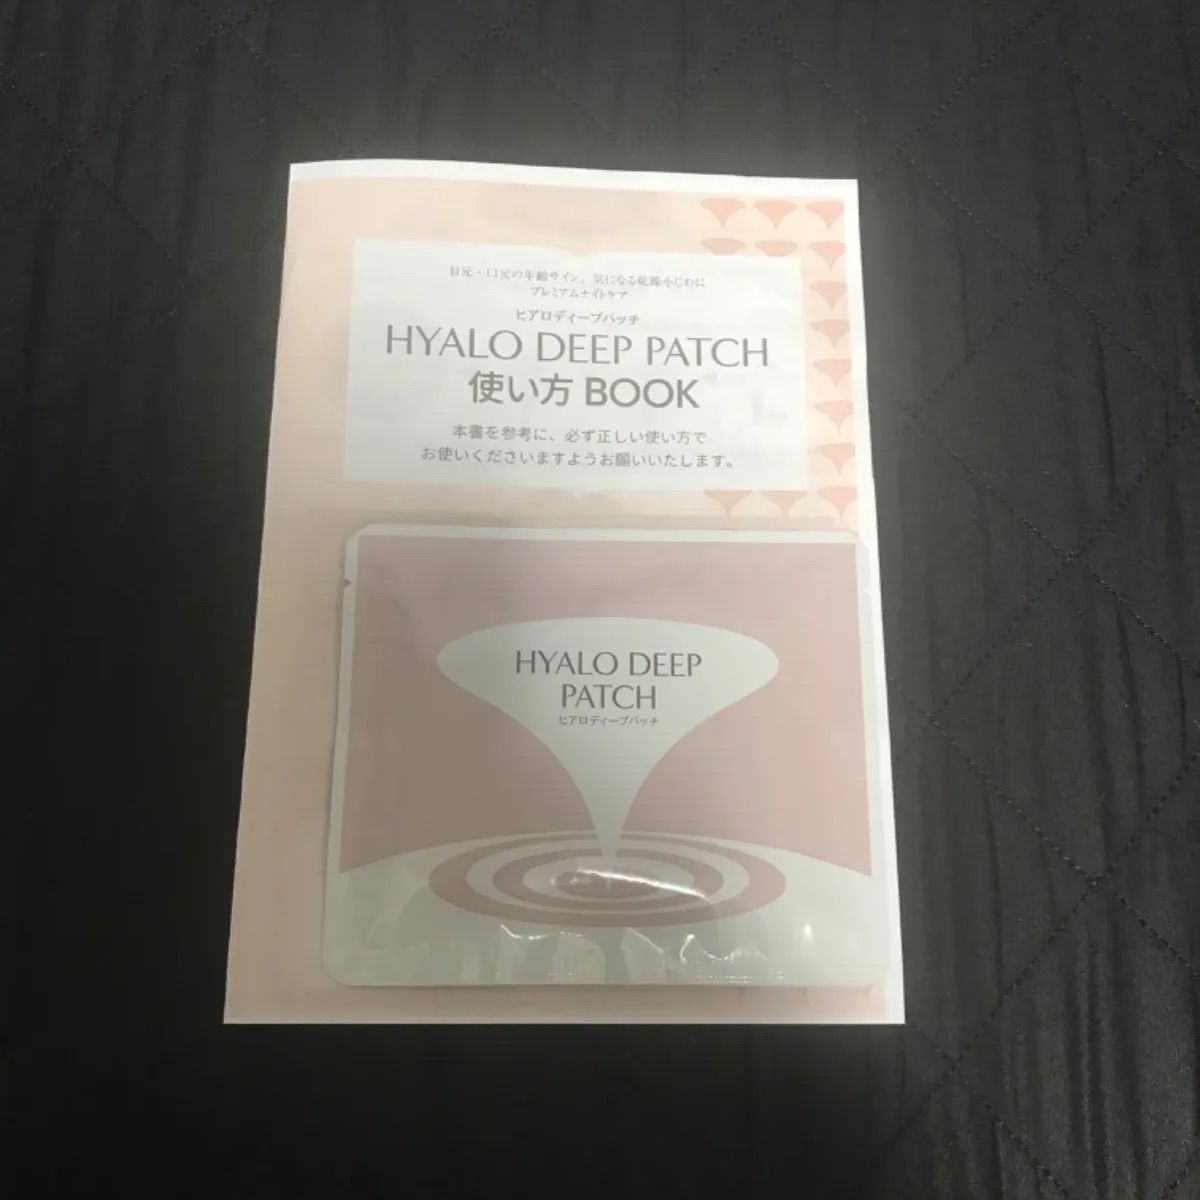 目元・口元の年齢サイン、気になる乾燥小じわに
プレミアムナイトケア
ヒアロディープパッチ
HYALO DEEP PATCH
使い方 BOOK
本書を参考に、必ず正しい使い方で
お使いくださいますようお願いいたします。
HYALO DEEP
PATCH
ヒアロディープパッチ